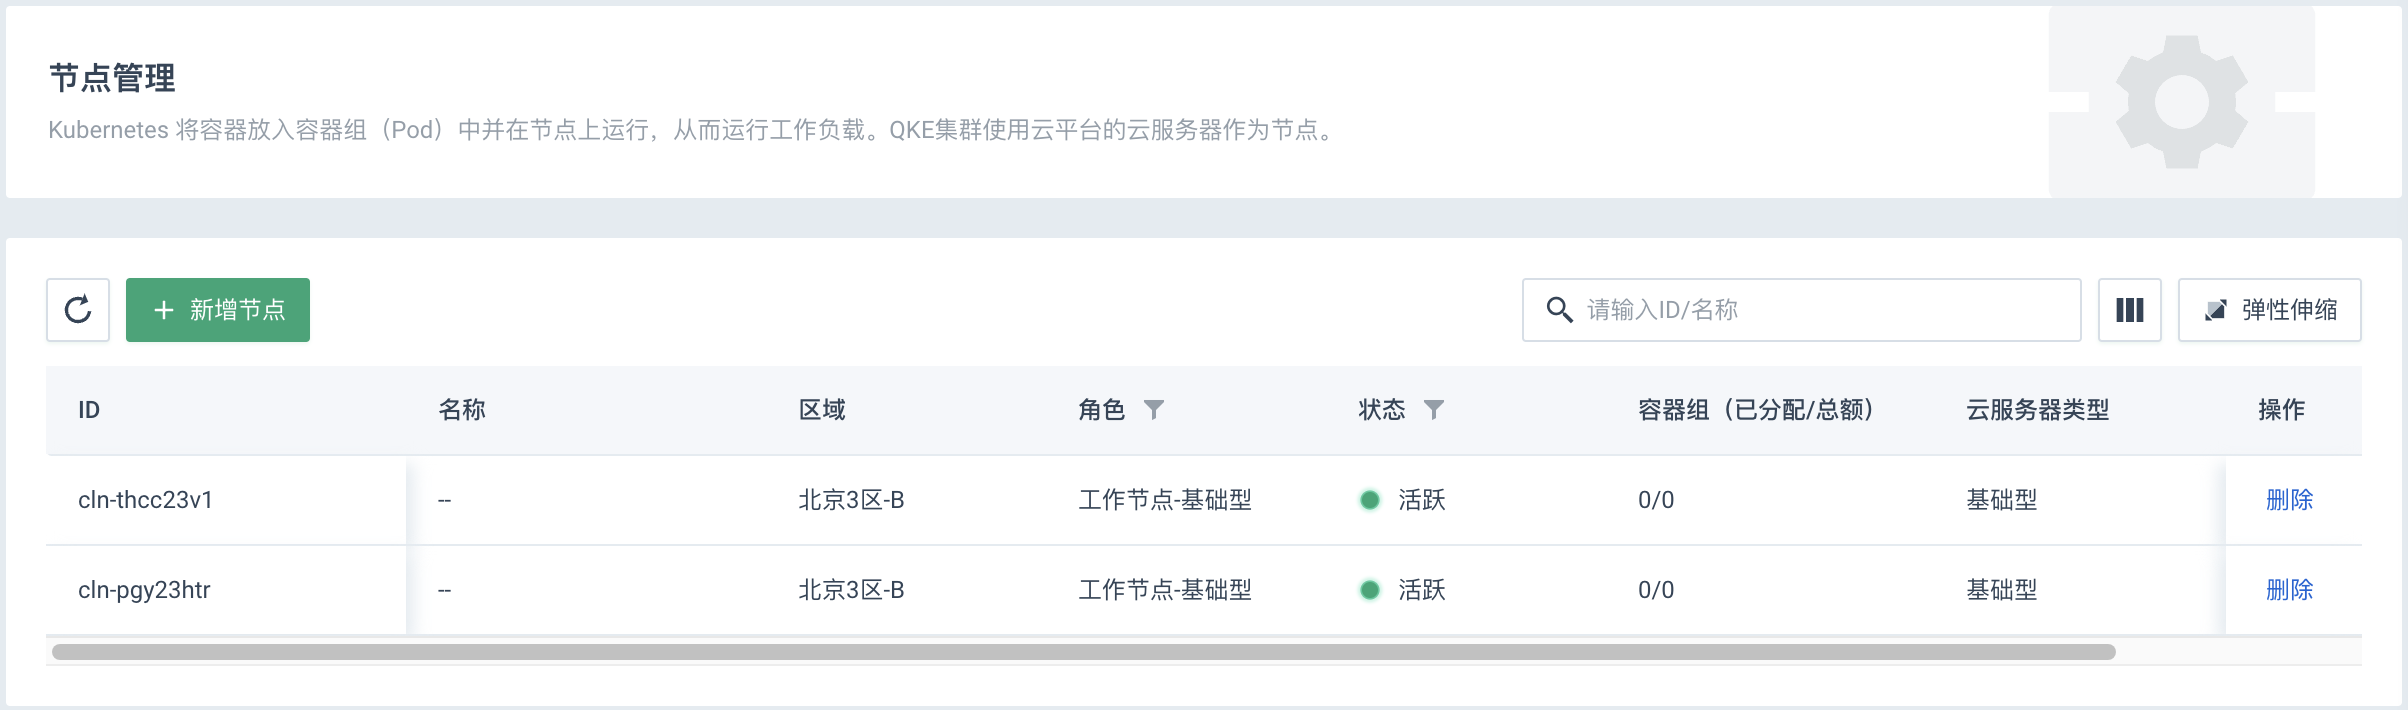 节点管理
Kubernetes 将容器放入容器组（Pod）中并在节点上运行，从而运行工作负载。QKE集群使用云平台的云服务器作为节点。
新增节点 请输入ID/名称 弹性伸缩
ID 名称 区域 角色 状态 容器组（已分配/总额） 云服务器类型 操作
cln-thcc23v1 -- 北京3区-B 工作节点-基础型 活跃 0/0 基础型 删除
cln-pgy23htr -- 北京3区-B 工作节点-基础型 活跃 0/0 基础型 删除